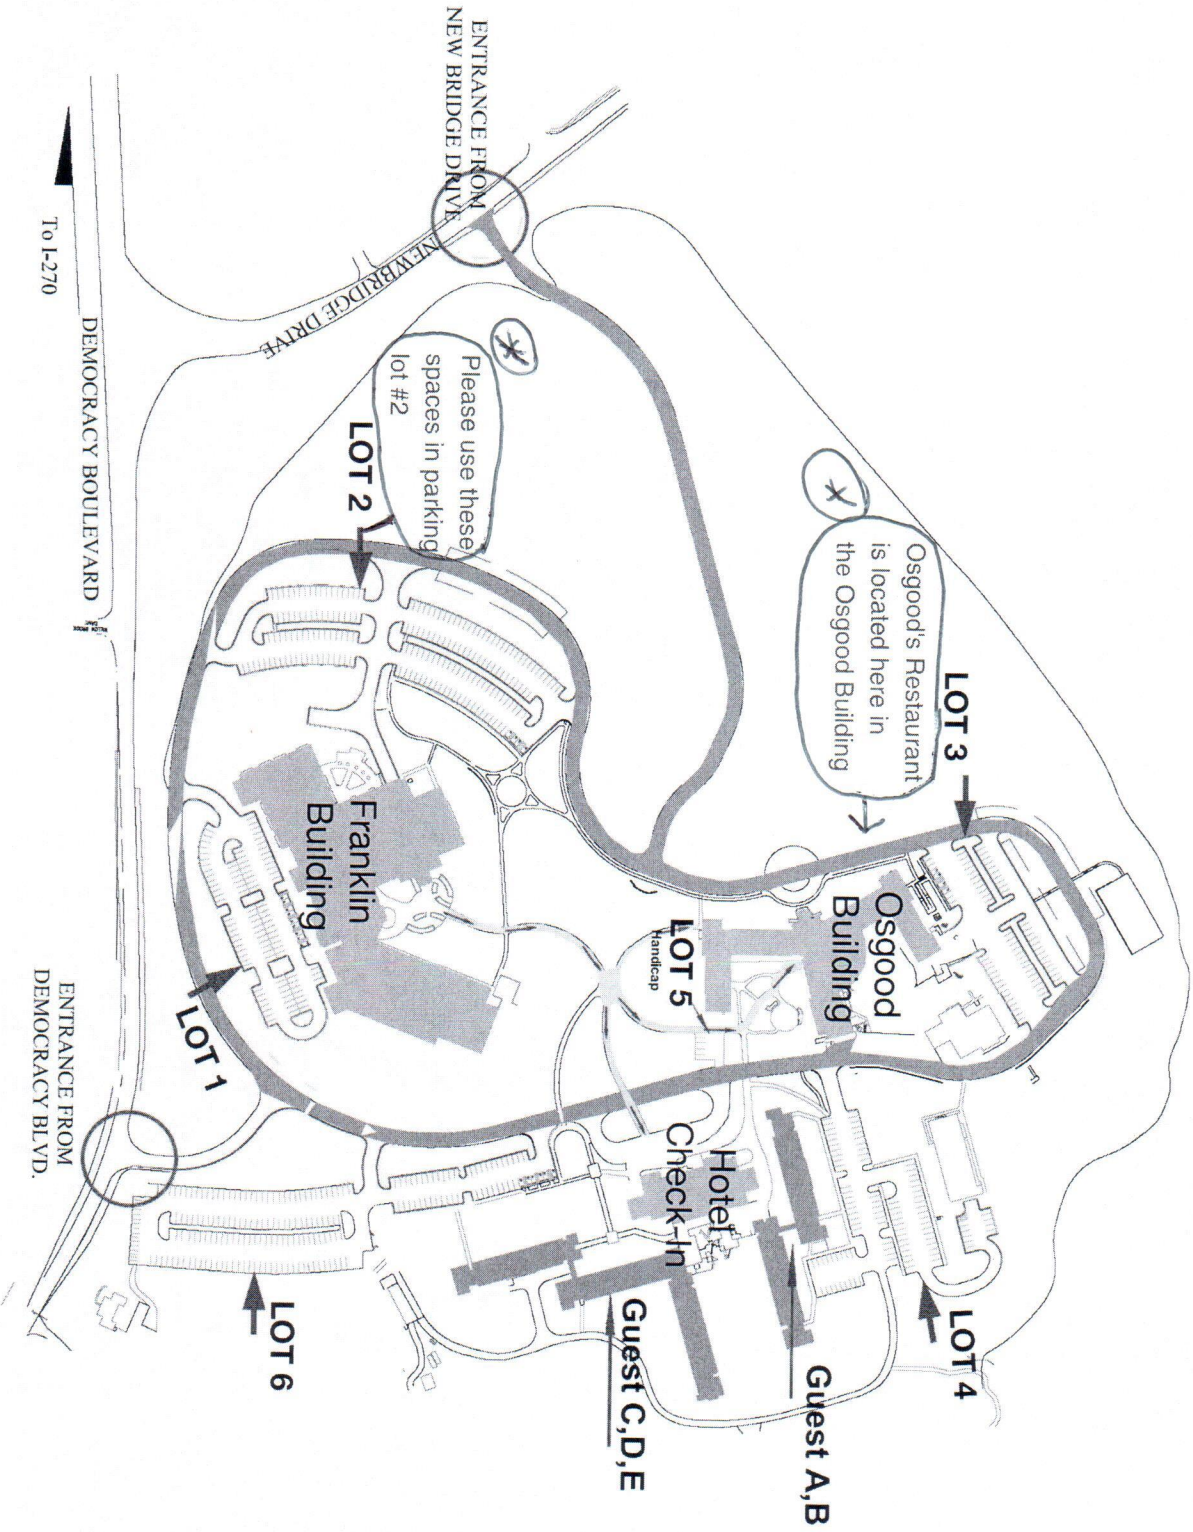 LOT 3
LOT 4
Osgood's Restaurant
is located here in
the Osgood Building
Osgood
Building
Guest A,B
LOT 5
Handicap
Hotel
Check-In
Guest C,D,E
ENTRANCE FROM
NEW BRIDGE DRIVE
Please use these
spaces in parking
lot #2
NEWBRIDGE DRIVE
LOT 2
Franklin
Building
LOT 6
LOT 1
DEMOCRACY BOULEVARD
ENTRANCE FROM
DEMOCRACY BLVD.
To I-270